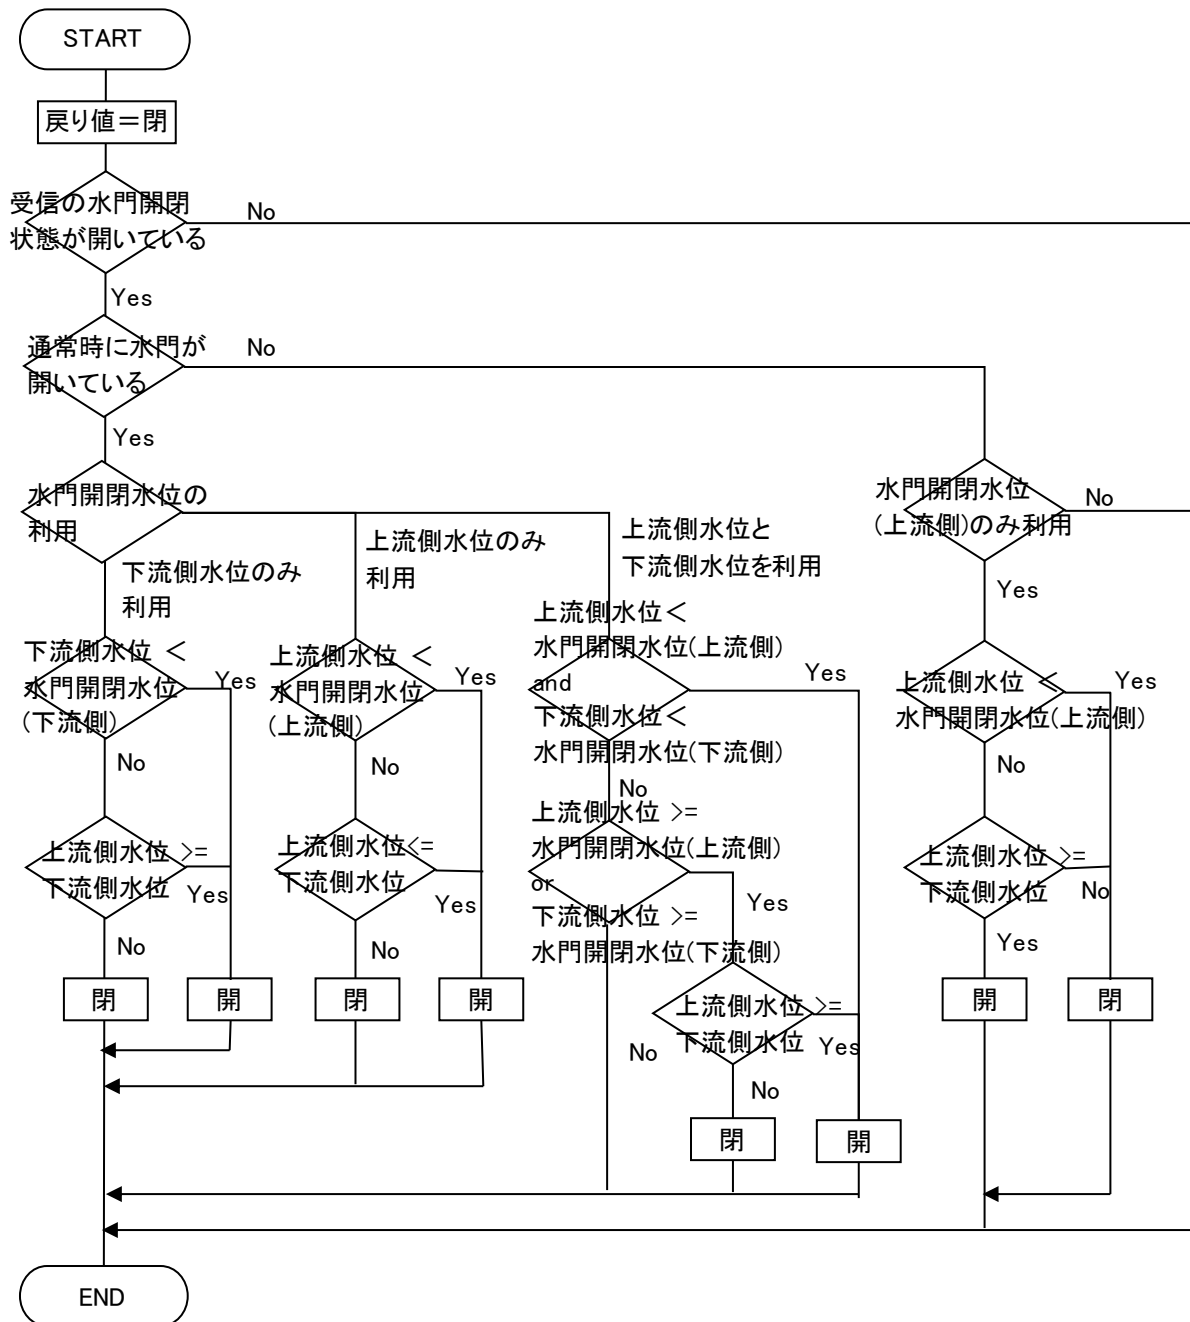 START
戻り値＝閉
受信の水門開閉
状態が開いている
No
Yes
通常時に水門が
開いている
No
Yes
水門開閉水位の
利用
下流側水位のみ
利用
上流側水位のみ
利用
上流側水位と
下流側水位を利用
水門開閉水位
(上流側)のみ利用
No
Yes
下流側水位 ＜
水門開閉水位
(下流側)
Yes
No
上流側水位 ＜
水門開閉水位
(上流側)
Yes
No
上流側水位＜
水門開閉水位(上流側)
and
下流側水位＜
水門開閉水位(下流側)
Yes
No
上流側水位 ＜
水門開閉水位(上流側)
Yes
No
上流側水位 >=
下流側水位
Yes
No
上流側水位<=
下流側水位
Yes
No
上流側水位 >=
水門開閉水位(上流側)
or
下流側水位 >=
水門開閉水位(下流側)
Yes
No
上流側水位 >=
下流側水位
No
Yes
閉
開
閉
開
上流側水位 >=
下流側水位
Yes
No
開
閉
閉
開
END